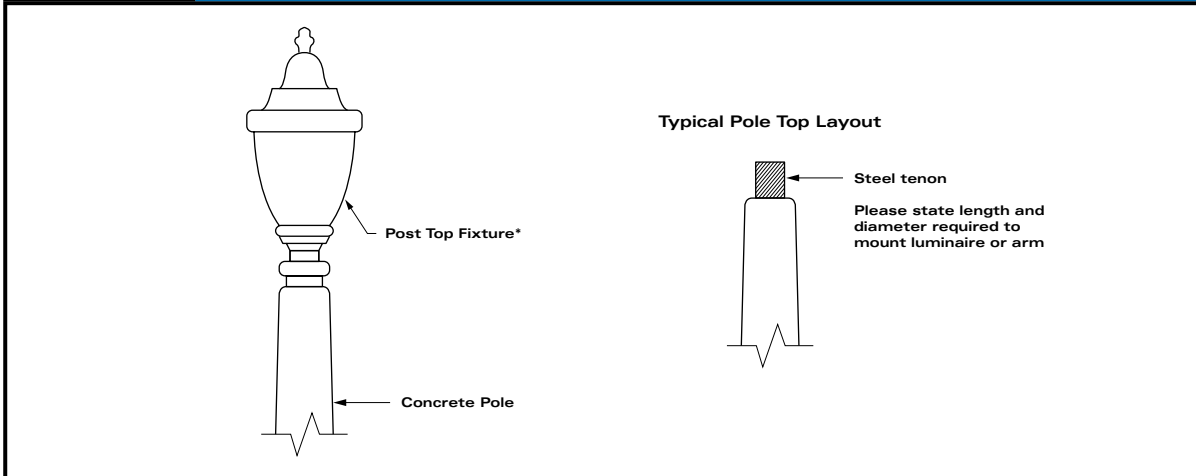 Typical Pole Top Layout
Steel tenon
Please state length and
diameter required to
mount luminaire or arm
Post Top Fixture*
Concrete Pole